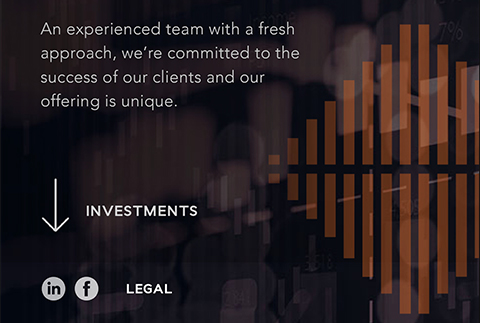 An experienced team with a fresh
approach, we're committed to the
success of our clients and our
offering is unique.
INVESTMENTS
in f LEGAL